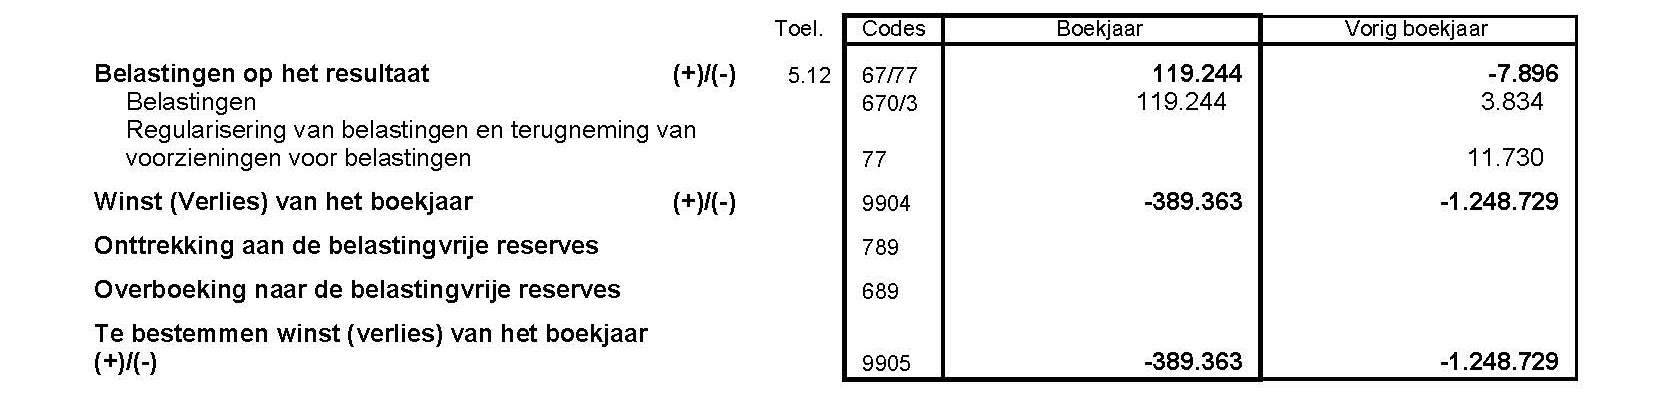 Toel. Codes Boekjaar Vorig boekjaar
Belastingen op het resultaat (+)/(-) 5.12 67/77 119.244 -7.896
Belastingen 670/3 119.244 3.834
Regularisering van belastingen en terugneming van
voorzieningen voor belastingen 77 11.730
Winst (Verlies) van het boekjaar (+)/(-) 9904 -389.363 -1.248.729
Onttrekking aan de belastingvrije reserves 789
Overboeking naar de belastingvrije reserves 689
Te bestemmen winst (verlies) van het boekjaar
(+)/(-) 9905 -389.363 -1.248.729